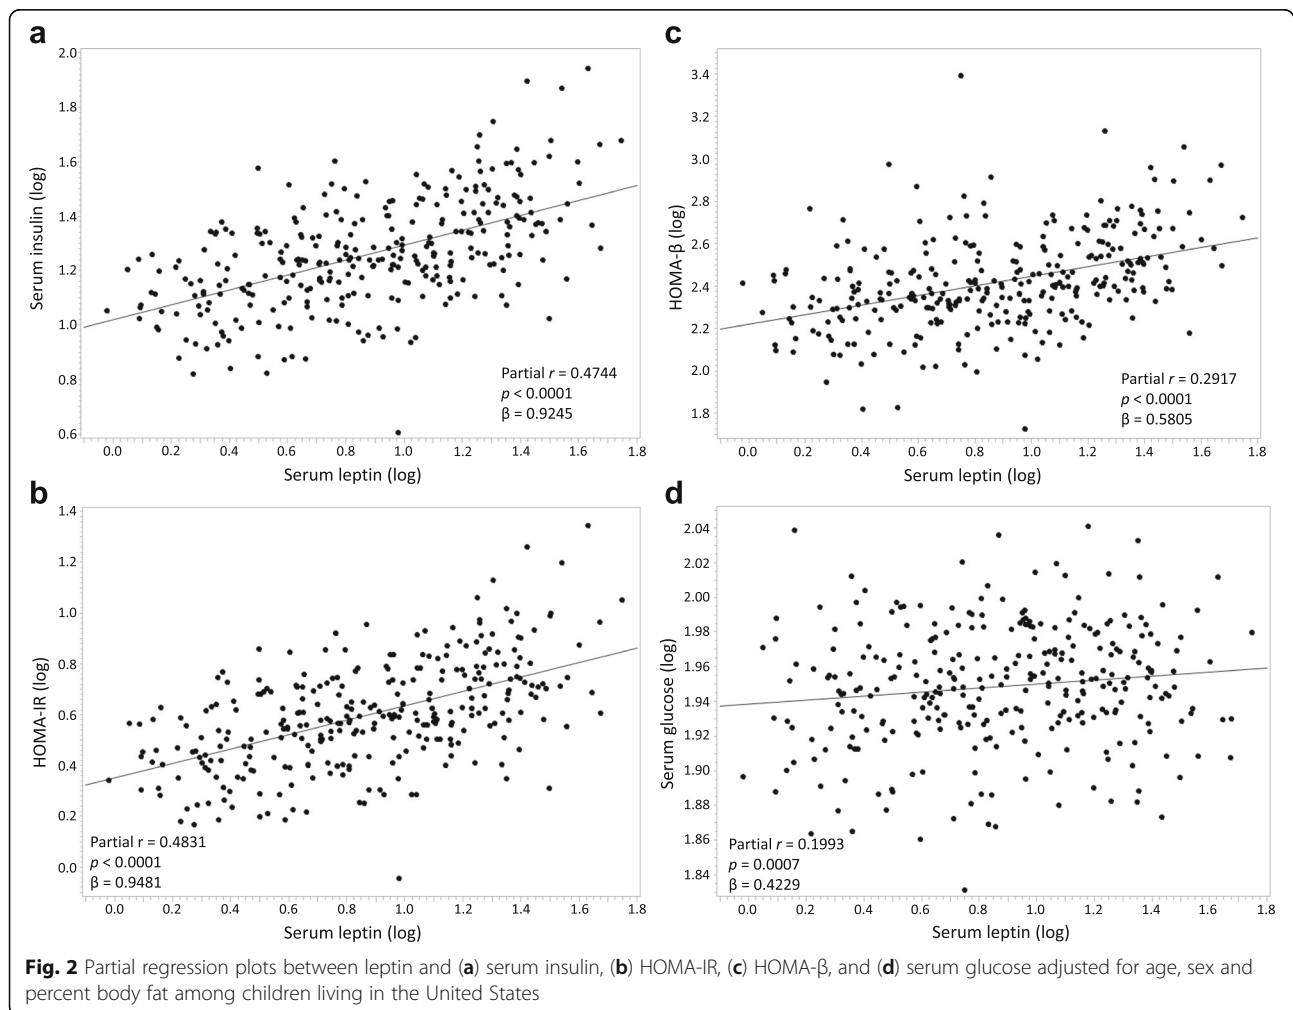 a
2.0
1.8
1.6
1.4
1.2
1.0
0.8
0.6
Serum insulin (log)
Partial r = 0.4744
p < 0.0001
β = 0.9245
0.0 0.2 0.4 0.6 0.8 1.0 1.2 1.4 1.6 1.8
Serum leptin (log)
c
3.4
3.2
3.0
2.8
2.6
2.4
2.2
2.0
1.8
HOMA-β (log)
Partial r = 0.2917
p < 0.0001
β = 0.5805
0.0 0.2 0.4 0.6 0.8 1.0 1.2 1.4 1.6 1.8
Serum leptin (log)
b
1.4
1.2
1.0
0.8
0.6
0.4
0.2
0.0
HOMA-IR (log)
Partial r = 0.4831
p < 0.0001
β = 0.9481
0.0 0.2 0.4 0.6 0.8 1.0 1.2 1.4 1.6 1.8
Serum leptin (log)
d
2.04
2.02
2.00
1.98
1.96
1.94
1.92
1.90
1.88
1.86
1.84
Serum glucose (log)
Partial r = 0.1993
p = 0.0007
β = 0.4229
0.0 0.2 0.4 0.6 0.8 1.0 1.2 1.4 1.6 1.8
Serum leptin (log)
Fig. 2 Partial regression plots between leptin and (a) serum insulin, (b) HOMA-IR, (c) HOMA-β, and (d) serum glucose adjusted for age, sex and
percent body fat among children living in the United States